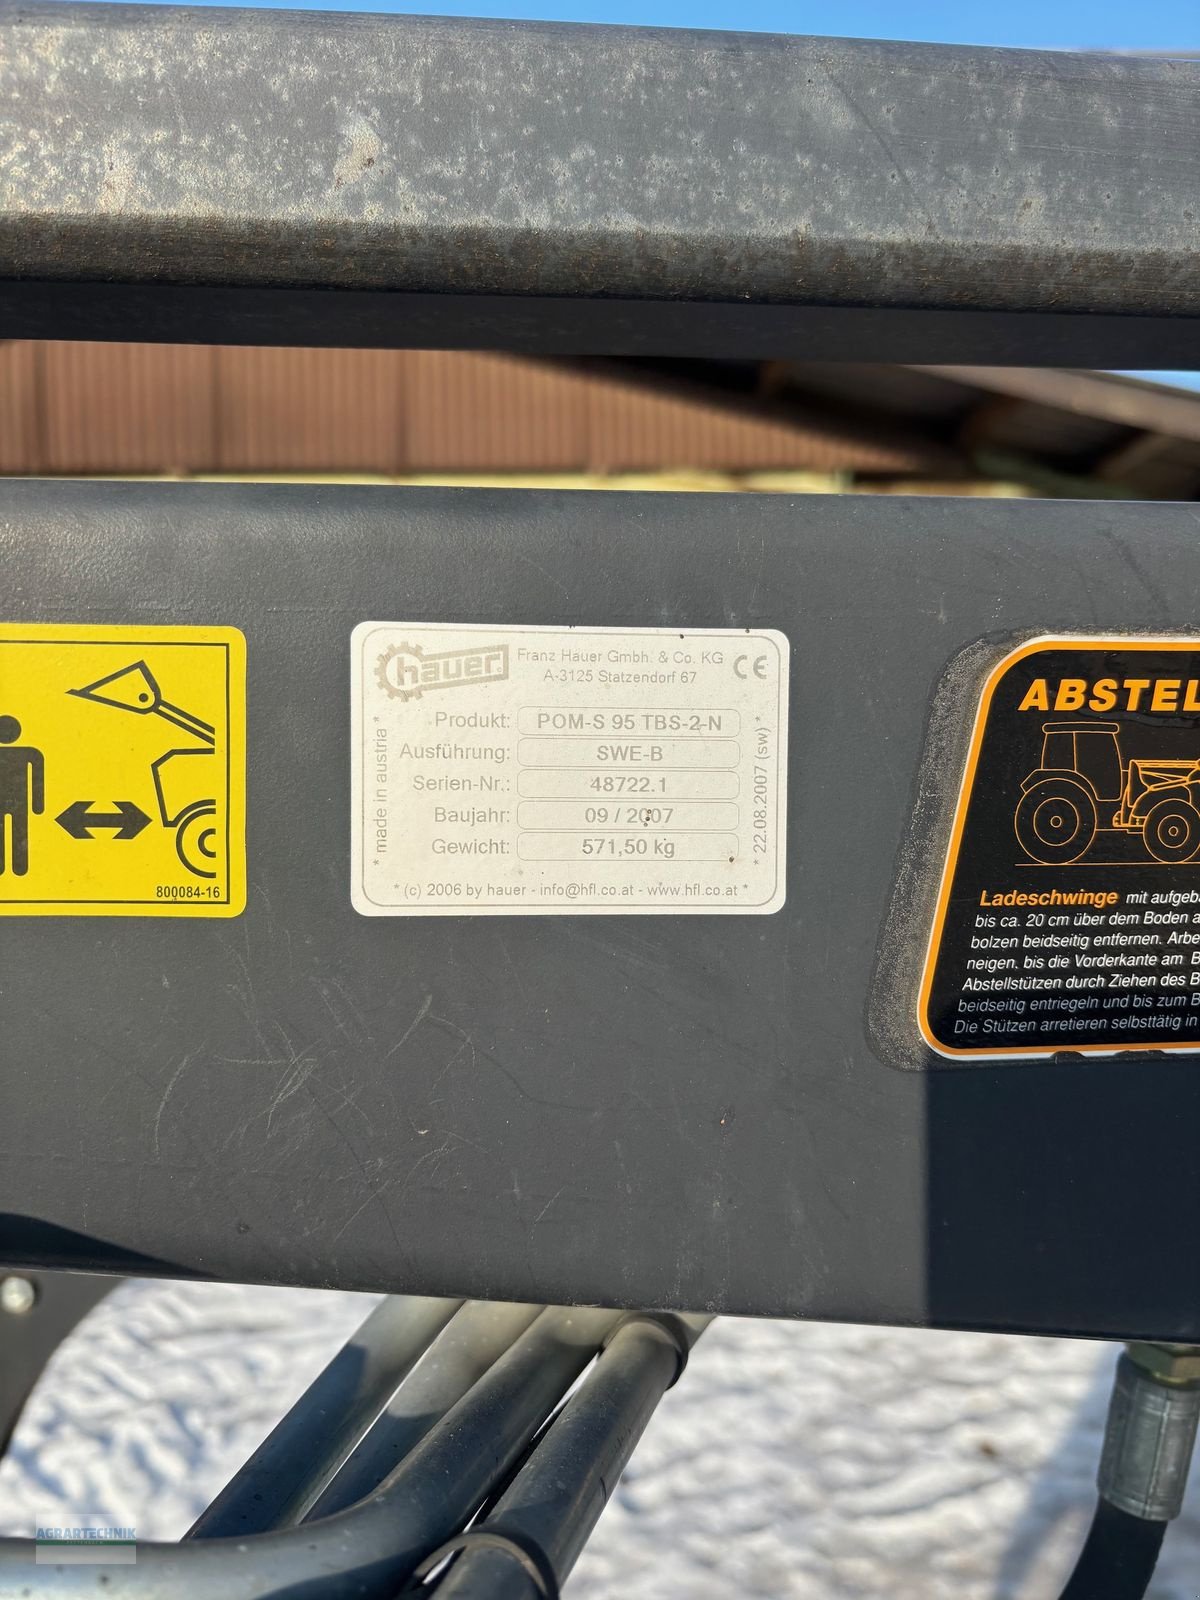 hauer
Franz Hauer Gmbh. & Co. KG
A-3125 Statzendorf 67
CE
Produkt: POM-S 95 TBS-2-N
Ausführung: SWE-B
Serien-Nr.: 48722.1
Baujahr: 09 / 2007
Gewicht: 571,50 kg
* made in austria *
* 22.08.2007 (sw) *
* (c) 2006 by hauer - info@hfl.co.at - www.hfl.co.at *
800084-16
ABSTEL
Ladeschwinge mit aufgeba
bis ca. 20 cm über dem Boden a
bolzen beidseitig entfernen. Arbe
neigen. bis die Vorderkante am B
Abstellstützen durch Ziehen des B
beidseitig entriegeln und bis zum B
Die Stützen arretieren selbsttätig in
AGRARTECHNIK